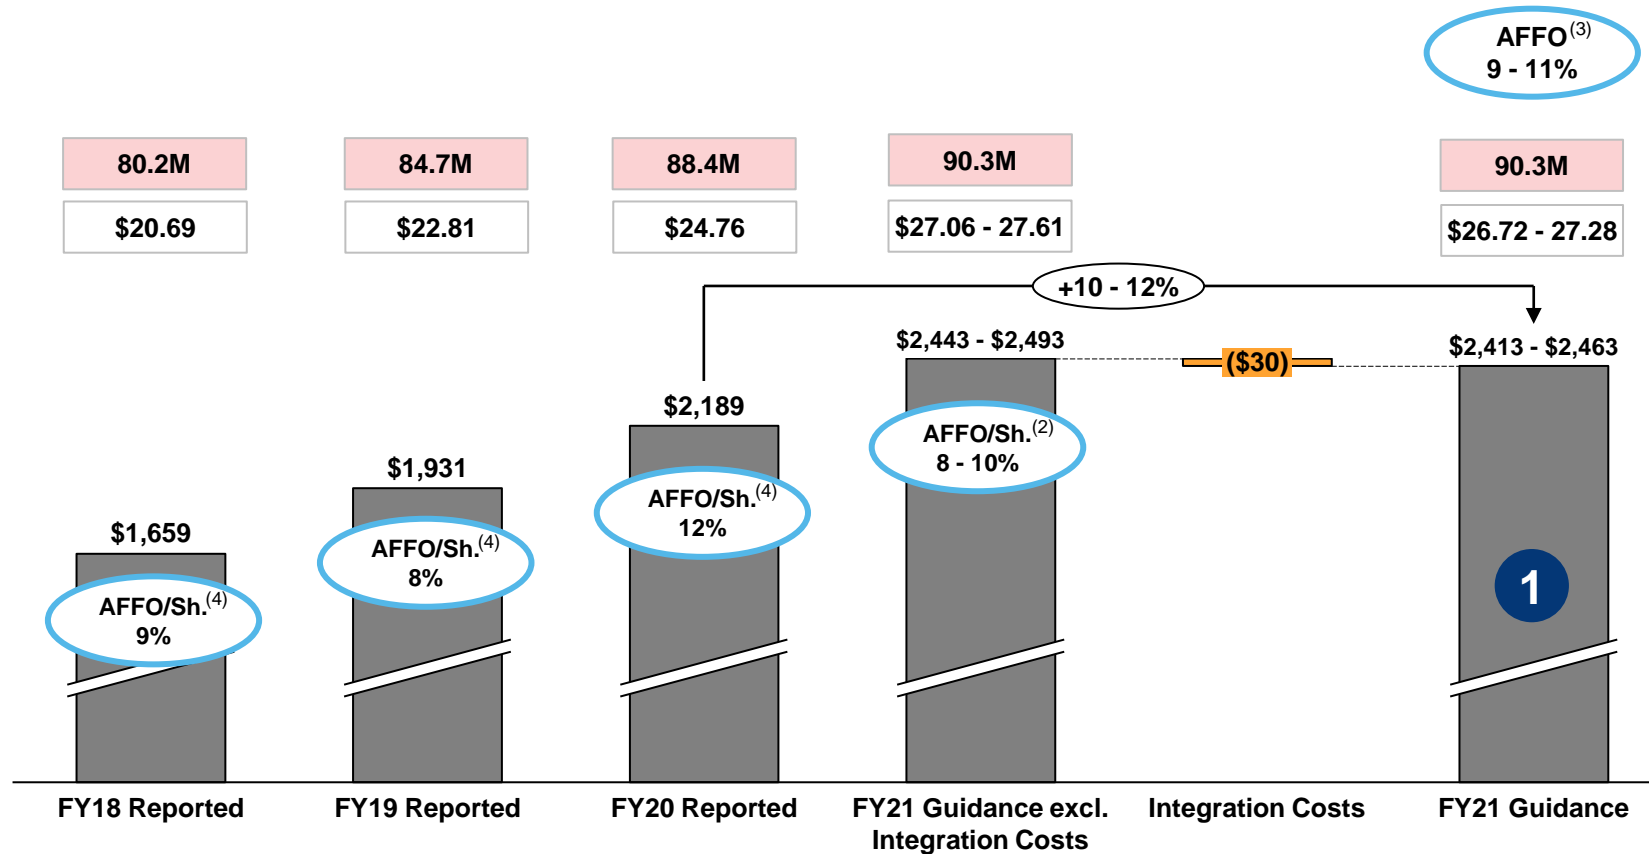 AFFO(3)
9 - 11%
80.2M
84.7M
88.4M
90.3M
90.3M
$20.69
$22.81
$24.76
$27.06 - 27.61
$26.72 - 27.28
+10 - 12%
$2,443 - $2,493
($30)
$2,413 - $2,463
$2,189
AFFO/Sh.(2)
8 - 10%
$1,931
AFFO/Sh.(4)
12%
$1,659
AFFO/Sh.(4)
8%
AFFO/Sh.(4)
9%
1
FY18 Reported
FY19 Reported
FY20 Reported
FY21 Guidance excl.
Integration Costs
Integration Costs
FY21 Guidance